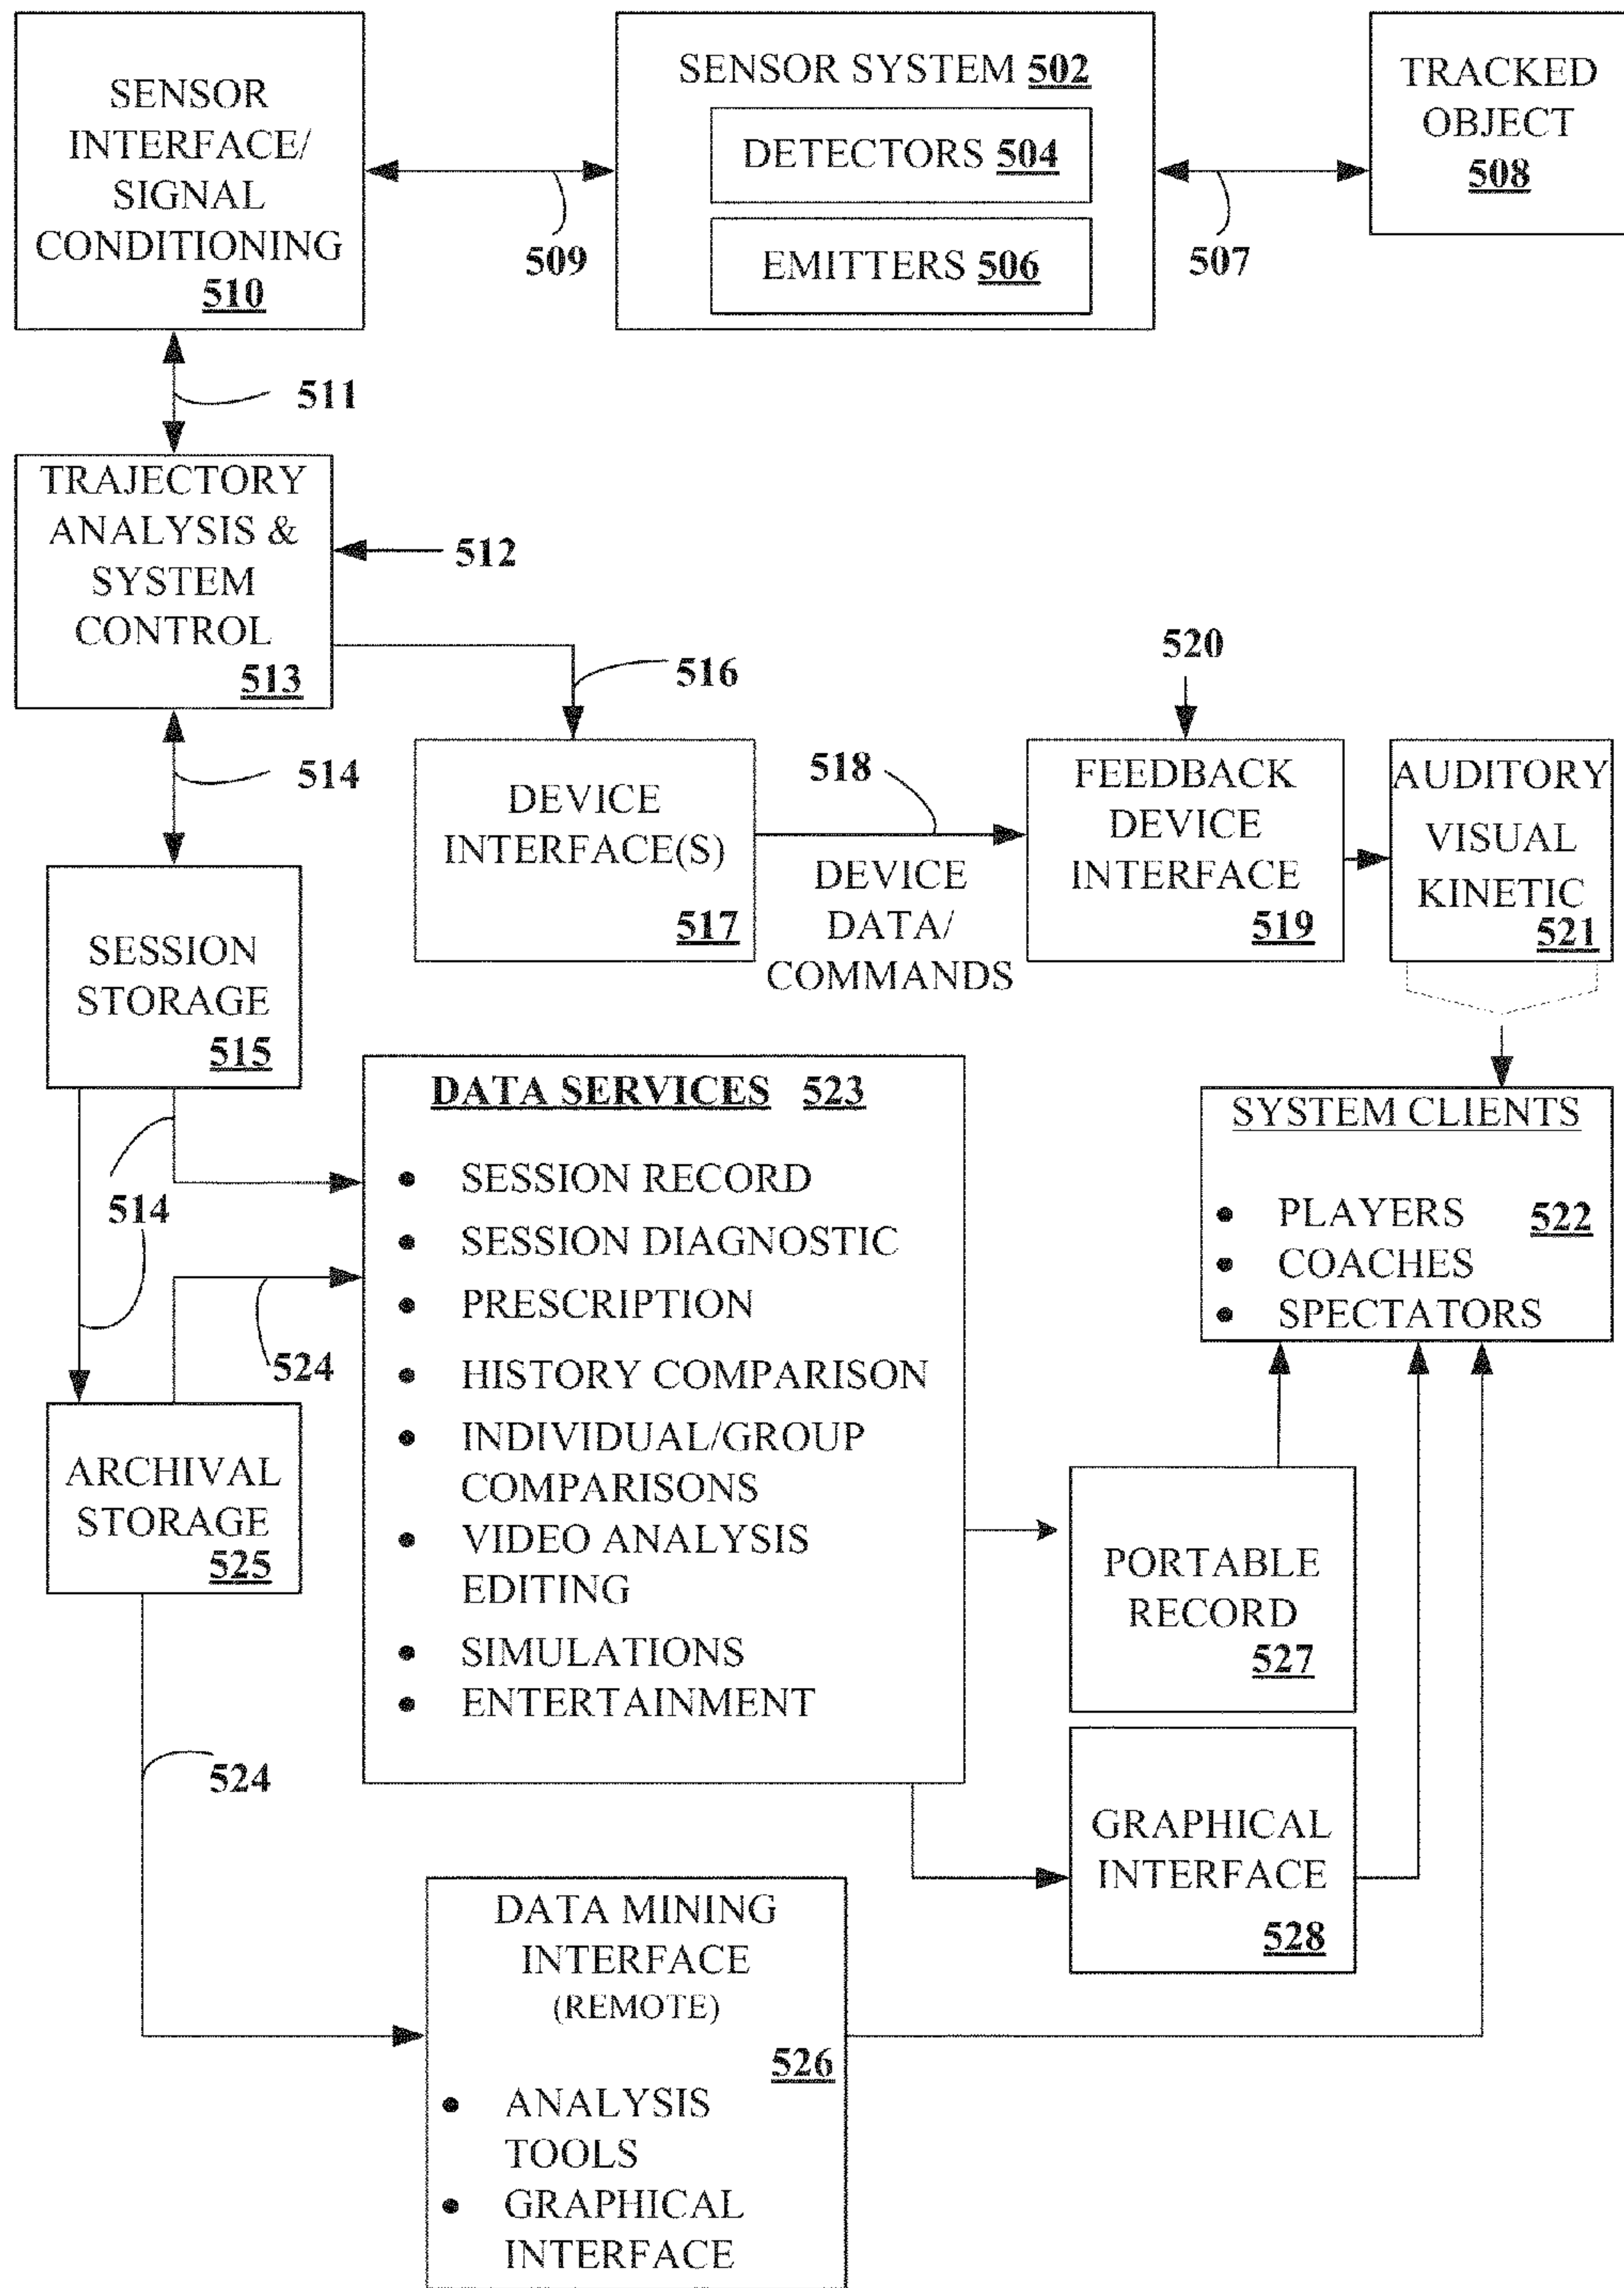 SENSOR
INTERFACE/
SIGNAL
CONDITIONING
510
SENSOR SYSTEM 502
DETECTORS 504
EMITTERS 506
TRACKED
OBJECT
508
509
507
511
TRAJECTORY
ANALYSIS &
SYSTEM
CONTROL
513
512
516
520
514
DEVICE
INTERFACE(S)
517
518
DEVICE
DATA/
COMMANDS
FEEDBACK
DEVICE
INTERFACE
519
AUDITORY
VISUAL
KINETIC
521
SESSION
STORAGE
515
514
524
DATA SERVICES 523
• SESSION RECORD
• SESSION DIAGNOSTIC
• PRESCRIPTION
• HISTORY COMPARISON
• INDIVIDUAL/GROUP
COMPARISONS
• VIDEO ANALYSIS
EDITING
• SIMULATIONS
• ENTERTAINMENT
SYSTEM CLIENTS
522
• PLAYERS
• COACHES
• SPECTATORS
ARCHIVAL
STORAGE
525
PORTABLE
RECORD
527
524
GRAPHICAL
INTERFACE
528
DATA MINING
INTERFACE
(REMOTE)
526
• ANALYSIS
TOOLS
• GRAPHICAL
INTERFACE